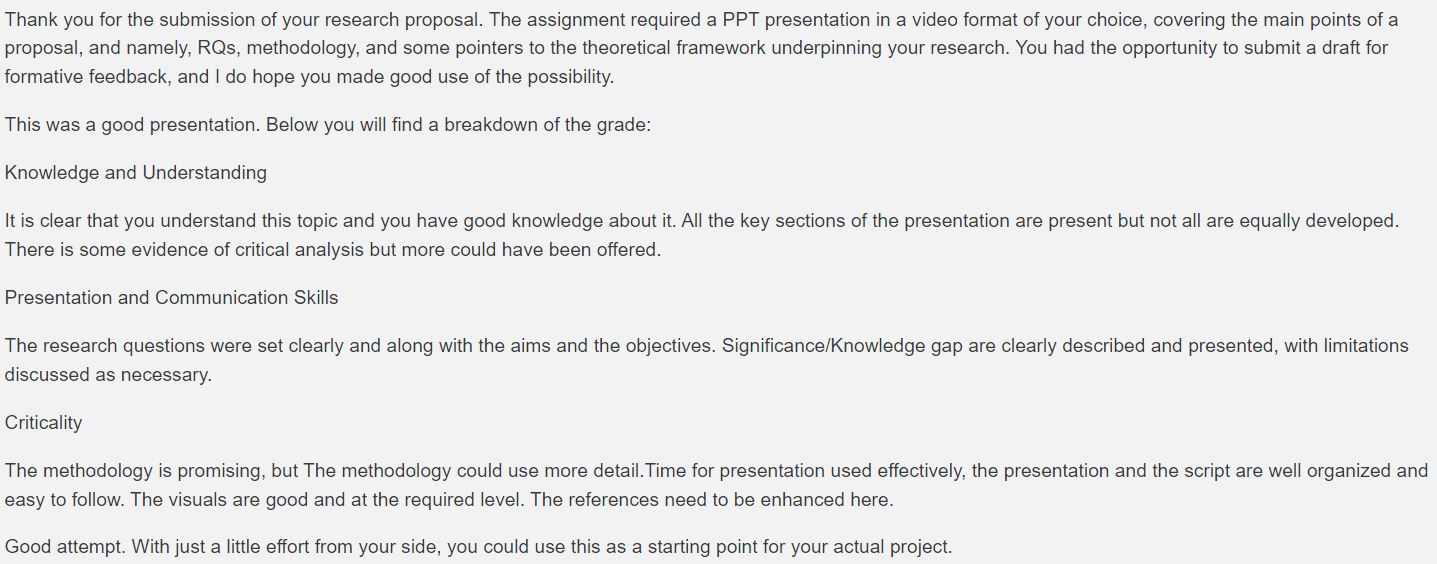 Thank you for the submission of your research proposal. The assignment required a PPT presentation in a video format of your choice, covering the main points of a
proposal, and namely, RQs, methodology, and some pointers to the theoretical framework underpinning your research. You had the opportunity to submit a draft for
formative feedback, and I do hope you made good use of the possibility.
This was a good presentation. Below you will find a breakdown of the grade:
Knowledge and Understanding
It is clear that you understand this topic and you have good knowledge about it. All the key sections of the presentation are present but not all are equally developed.
There is some evidence of critical analysis but more could have been offered.
Presentation and Communication Skills
The research questions were set clearly and along with the aims and the objectives. Significance/Knowledge gap are clearly described and presented, with limitations
discussed as necessary.
Criticality
The methodology is promising, but The methodology could use more detail.Time for presentation used effectively, the presentation and the script are well organized and
easy to follow. The visuals are good and at the required level. The references need to be enhanced here.
Good attempt. With just a little effort from your side, you could use this as a starting point for your actual project.